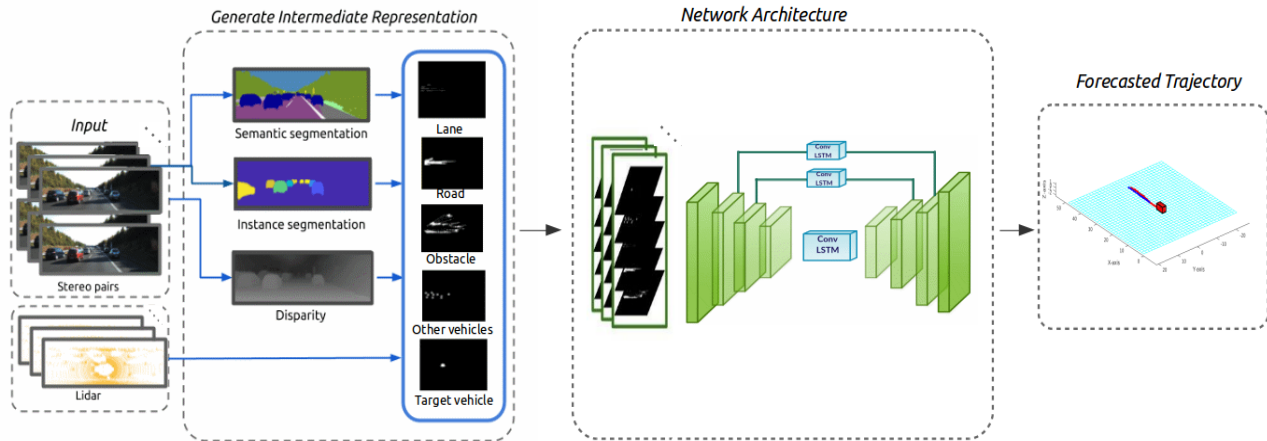 Generate Intermediate Representation
Network Architecture
Forecasted Trajectory
Input
Stereo pairs
Lidar
Semantic segmentation
Instance segmentation
Disparity
Lane
Road
Obstacle
Other vehicles
Target vehicle
Conv
LSTM
Conv
LSTM
Conv
LSTM
X-axis
Y-axis